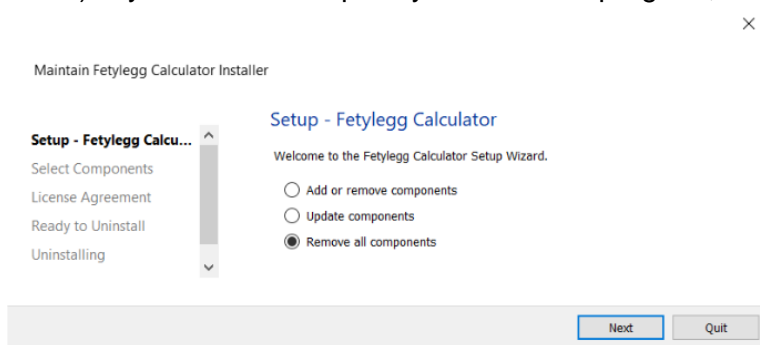 Maintain Fetylegg Calculator Installer
Setup - Fetylegg Calcu...
Select Components
License Agreement
Ready to Uninstall
Uninstalling
Setup - Fetylegg Calculator
Welcome to the Fetylegg Calculator Setup Wizard.
Add or remove components
Update components
Remove all components
Next
Quit